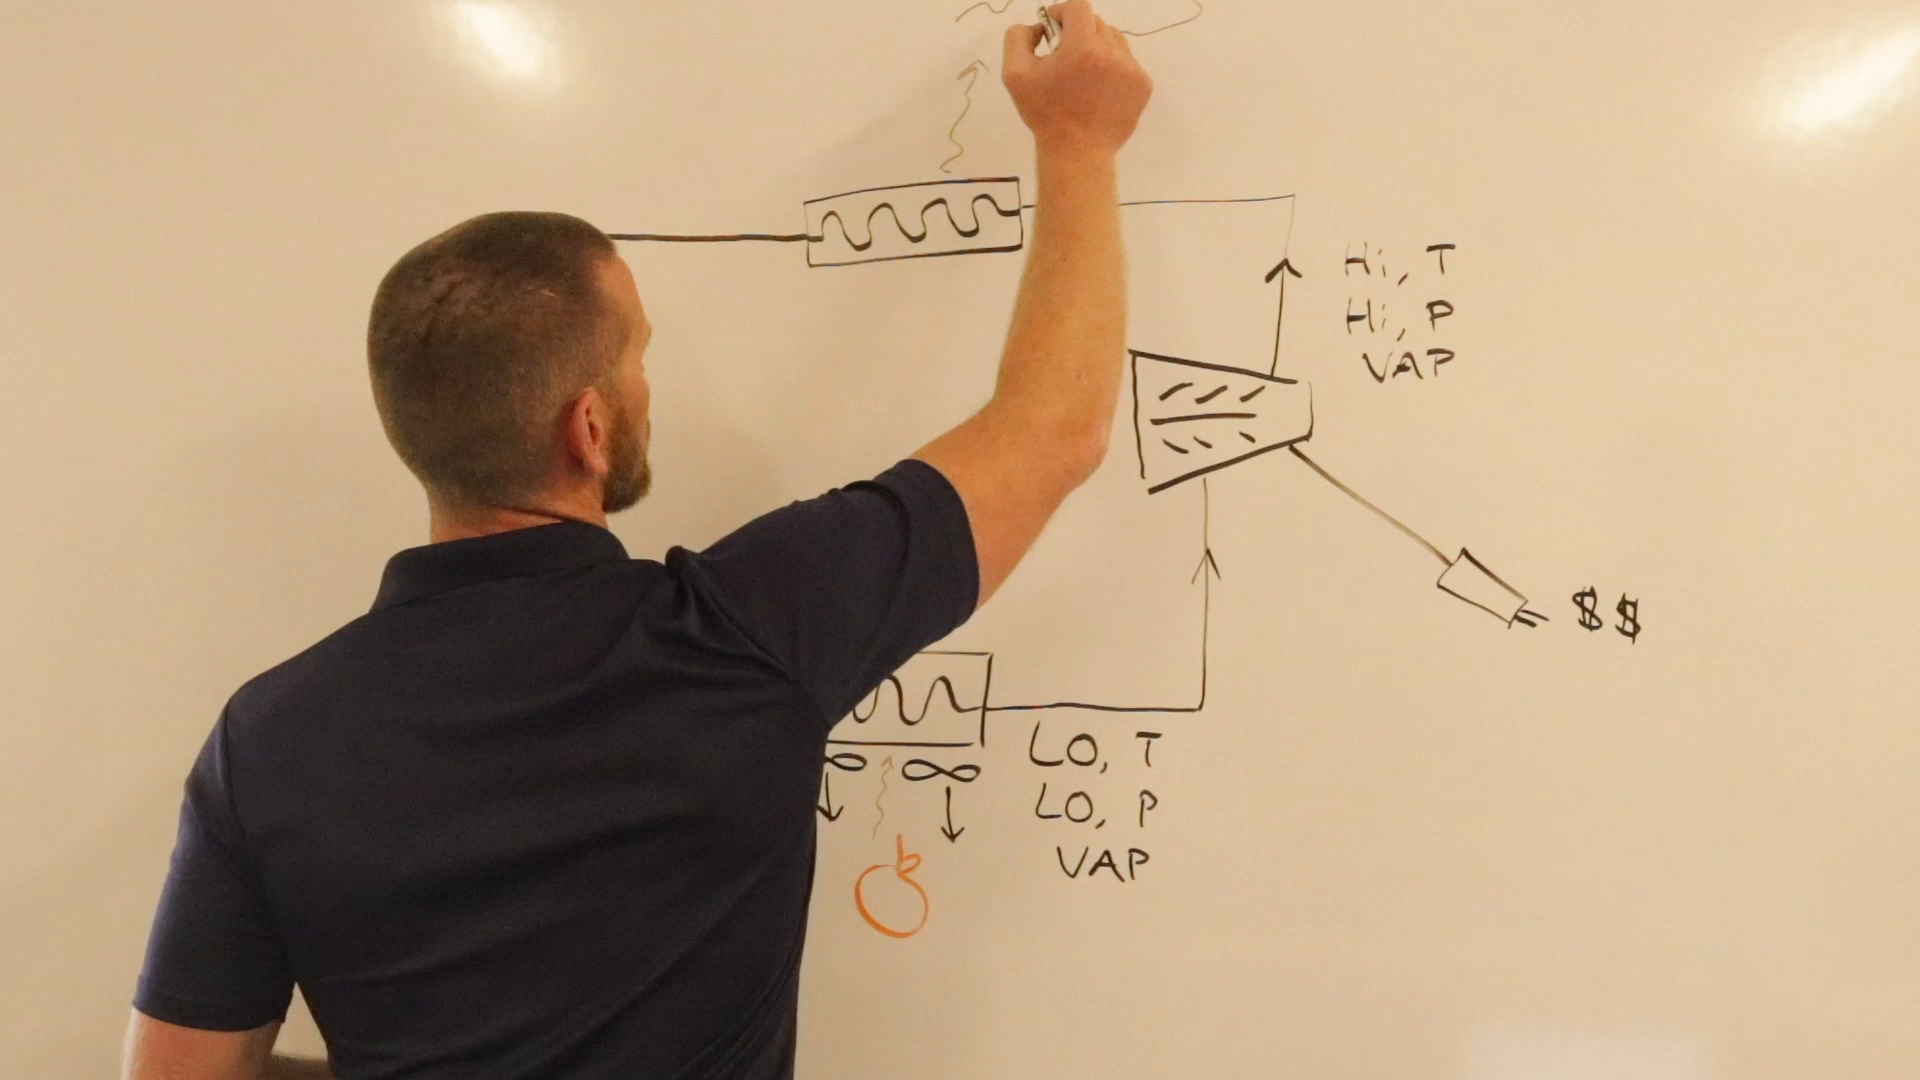 Hi, T
Hi, P
VAP
$$
LO, T
LO, P
VAP